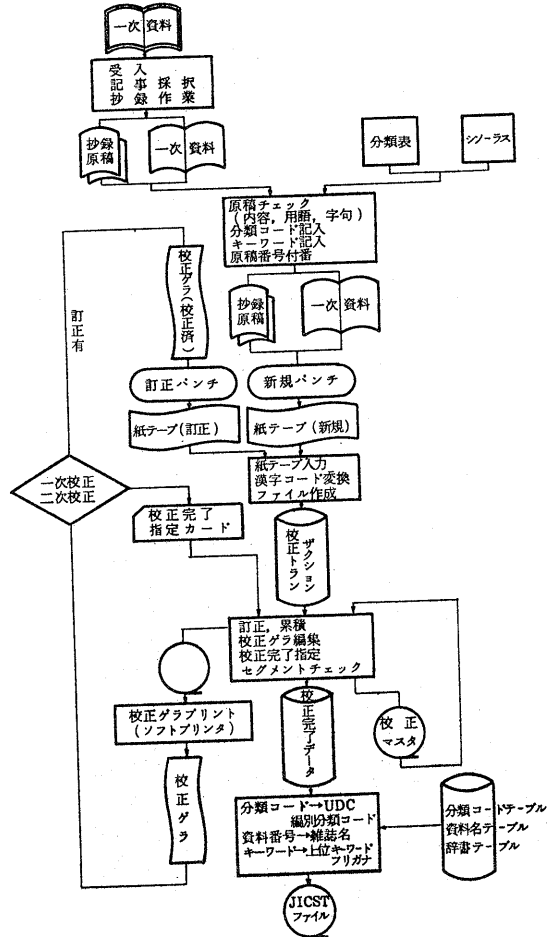 一次 資料
受入
記事採択
抄録作業
抄録
原稿
一次 資料
分類表
シソーラス
原稿チェック
(内容,用語,字句)
分類コード記入
キーワード記入
原稿番号付番
校正ゲラ(校正済)
訂正有
抄録
原稿
一次 資料
訂正パンチ
新規パンチ
紙テープ(訂正)
紙テープ(新規)
紙テープ入力
漢字コード変換
ファイル作成
一次校正
二次校正
校正完了
指定カード
校正トラン
ザクション
訂正,累積
校正ゲラ編集
校正完了指定
セグメントチェック
校正ゲラプリント
(ソフトプリンタ)
校正完了データ
校正
マスタ
校正ゲラ
分類コード→UDC
編別分類コード
資料番号→雑誌名
キーワード→上位キーワード
フリガナ
分類コードテーブル
資料名テーブル
辞書テーブル
JICST
ファイル